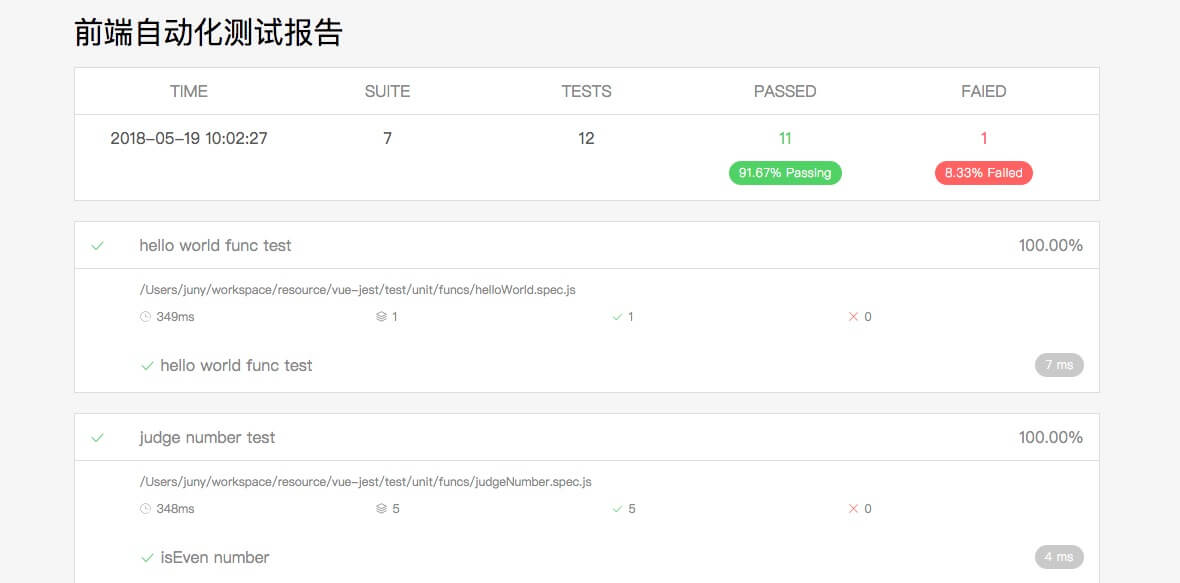 前端自动化测试报告
TIME SUITE TESTS PASSED FAIED
2018-05-19 10:02:27 7 12 11 1
91.67% Passing 8.33% Failed
hello world func test 100.00%
/Users/juny/workspace/resource/vue-jest/test/unit/funcs/helloWorld.spec.js
349ms 1 1 0
hello world func test 7 ms
judge number test 100.00%
/Users/juny/workspace/resource/vue-jest/test/unit/funcs/judgeNumber.spec.js
348ms 5 5 0
isEven number 4 ms